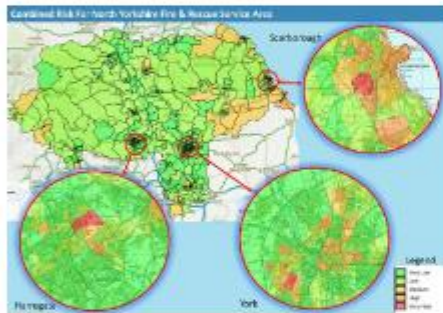 Combined Risk For North Yorkshire Fire & Rescue Service Area
Scarborough
Harrogate
York
Legend
Very Low
Low
Medium
High
Very High